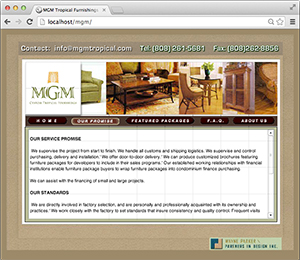 MGM Tropical Furnishings
localhost/mgm/
Contact: info@mgmtropical.com Tel: (808) 261-5681 Fax: (808) 262-8856
MGM
HOME OUR PROMISE FEATURED PACKAGES F.A.Q. ABOUT US
OUR SERVICE PROMISE
We supervise the project from start to finish. We handle all customs and shipping logistics. We supervise and control
purchasing, delivery and installation. We offer door-to-door delivery. We can produce customized brochures featuring
furniture packages for developers to include in their sales programs. Our established working relationships with financial
institutions enable furniture package buyers to wrap furniture packages into condominium finance purchasing.
We can assist with the financing of small and large projects.
OUR STANDARDS
We are directly involved in factory selection, and are personally and professionally acquainted with its ownership and
practices. We work closely with the factory to set standards that insure consistency and quality control. Frequent visits
PARTNERS IN DESIGN INC.